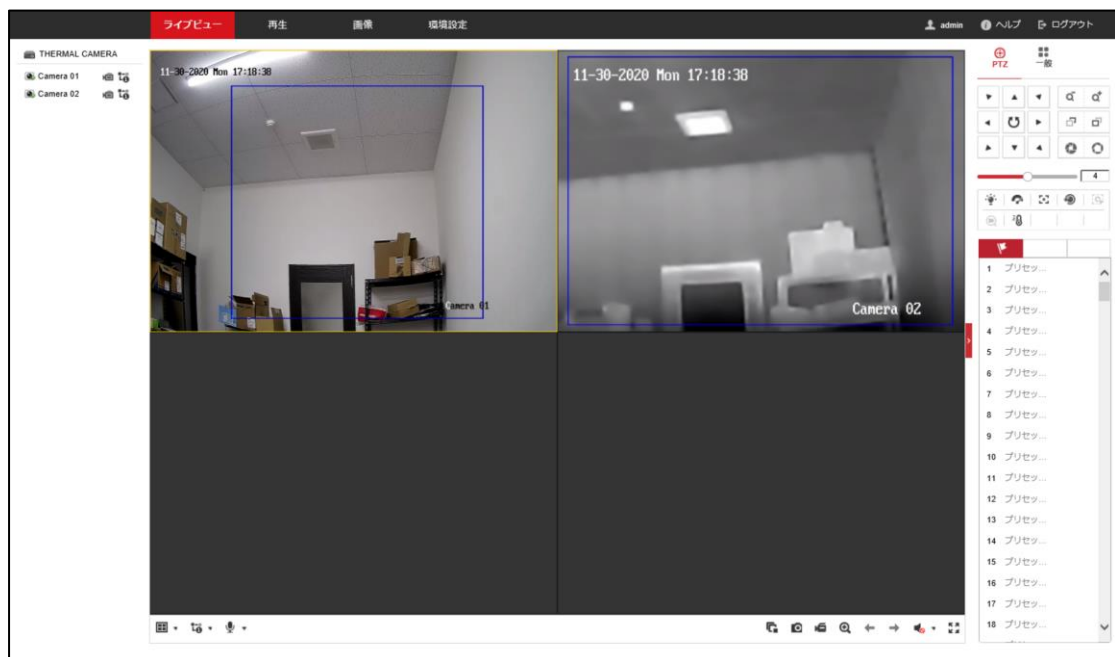 ライブビュー 再生 画像 環境設定 admin ヘルプ ログアウト
THERMAL CAMERA
Camera 01
Camera 02
11-30-2020 Mon 17:18:38
Camera 01
11-30-2020 Mon 17:18:38
Camera 02
PTZ 一般
4
1 プリセッ...
2 プリセッ...
3 プリセッ...
4 プリセッ...
5 プリセッ...
6 プリセッ...
7 プリセッ...
8 プリセッ...
9 プリセッ...
10 プリセッ...
11 プリセッ...
12 プリセッ...
13 プリセッ...
14 プリセッ...
15 プリセッ...
16 プリセッ...
17 プリセッ...
18 プリセッ...